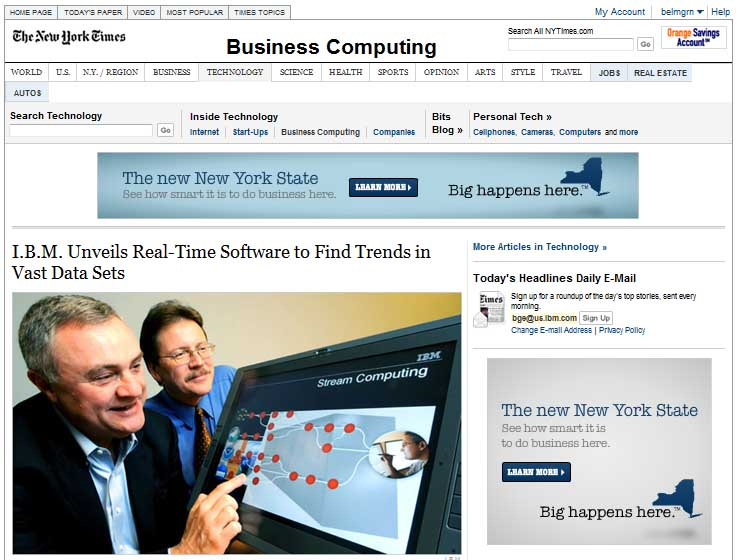 HOME PAGE TODAY'S PAPER VIDEO MOST POPULAR TIMES TOPICS
My Account belmgrn Help
The New York Times
Business Computing
Search All NYTimes.com
Go
Orange Savings Account
WORLD U.S. N.Y. / REGION BUSINESS TECHNOLOGY SCIENCE HEALTH SPORTS OPINION ARTS STYLE TRAVEL JOBS REAL ESTATE
AUTOS
Search Technology
Go
Inside Technology
Internet Start-Ups Business Computing Companies
Bits
Blog »
Personal Tech »
Cellphones, Cameras, Computers and more
The new New York State
See how smart it is to do business here.
LEARN MORE
Big happens here.™
I.B.M. Unveils Real-Time Software to Find Trends in
Vast Data Sets
IBM
Stream Computing
I.B.M.
More Articles in Technology »
Today's Headlines Daily E-Mail
Times
Sign up for a roundup of the day's top stories, sent every
morning.
bge@us.ibm.com Sign Up
Change E-mail Address | Privacy Policy
The new New York State
See how smart it is
to do business here.
LEARN MORE
Big happens here.™